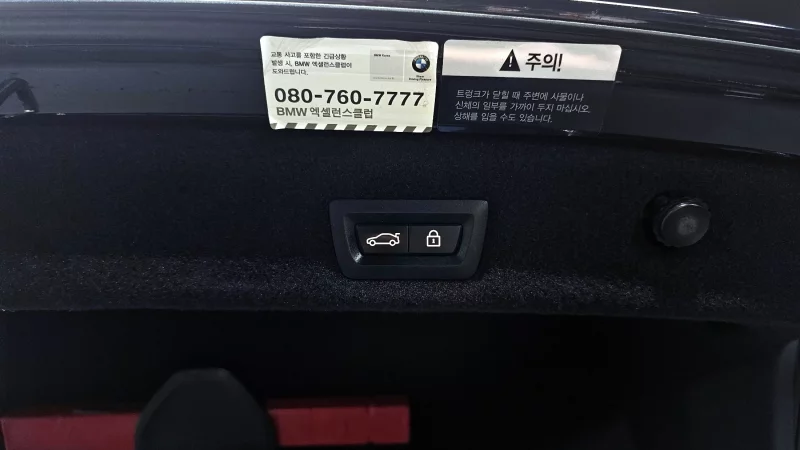 교통 사고를 포함한 긴급상황
발생 시, BMW 엑셀런스클럽이
도와드립니다.
080-760-7777
BMW 엑셀런스클럽
주의!
트렁크가 닫힐 때 주변에 사물이나
신체의 일부를 가까이 두지 마십시오.
상해를 입을 수도 있습니다.